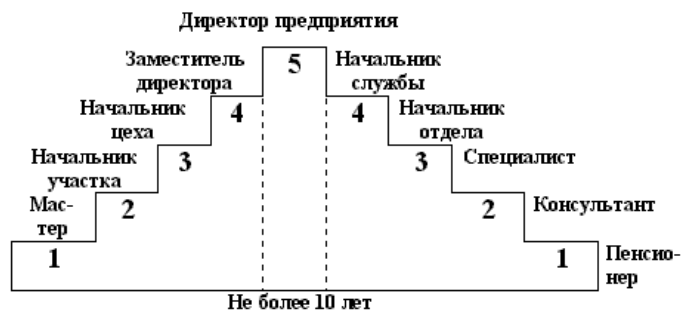 Директор предприятия
Заместитель
директора
5
Начальник
службы
Начальник
цеха
4
4
Начальник
отдела
Начальник
участка
3
3
Специалист
Мас-
тер
2
2
Консультант
1
1
Пенсио-
нер
Не более 10 лет